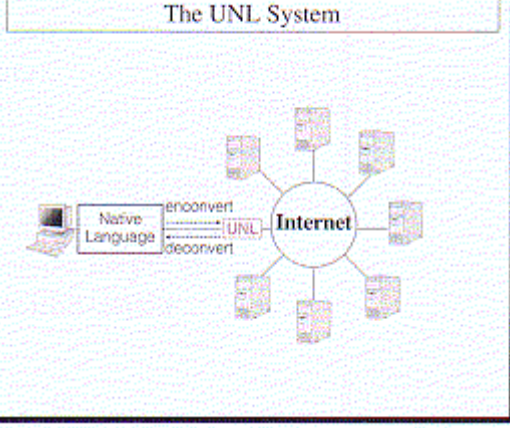 The UNL System
enconvert
Native
Language
UNL
Internet
deconvert